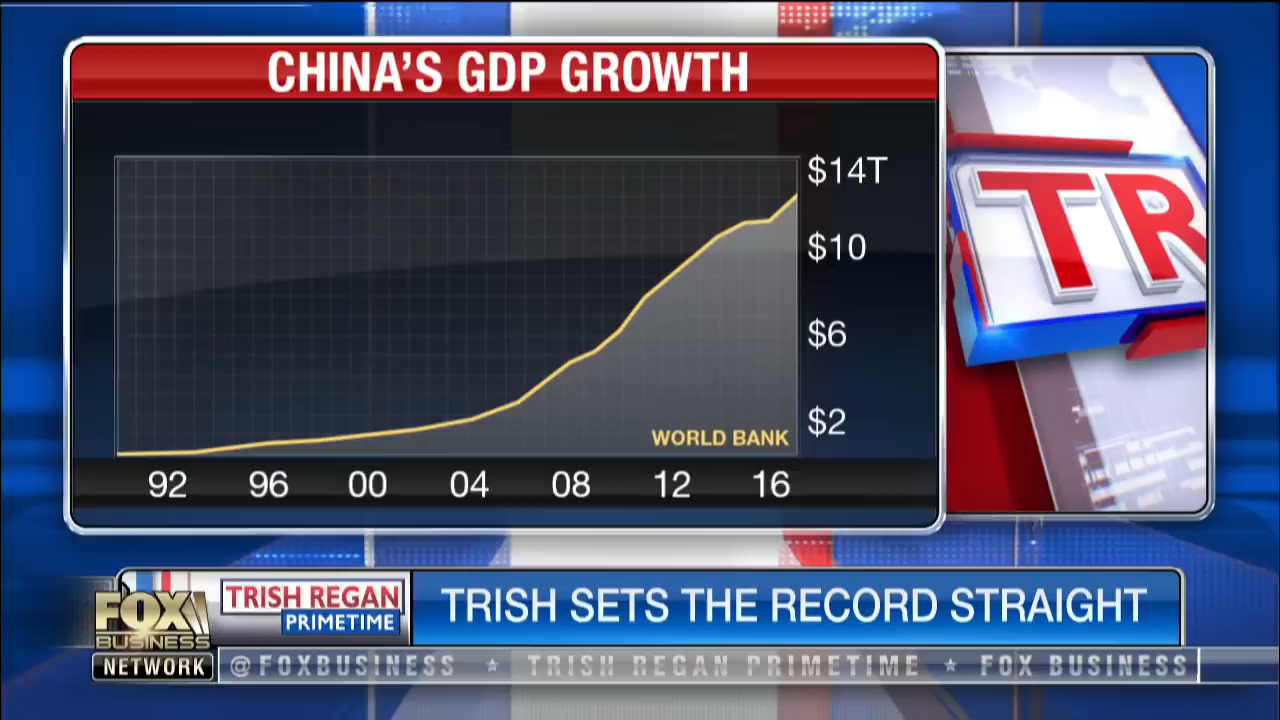 CHINA'S GDP GROWTH
$14T
$10
$6
$2
WORLD BANK
92 96 00 04 08 12 16
TR
FOX
BUSINESS
NETWORK
TRISH REGAN
PRIMETIME
TRISH SETS THE RECORD STRAIGHT
@FOXBUSINESS ★ TRISH REGAN PRIMETIME ★ FOX BUSINESS